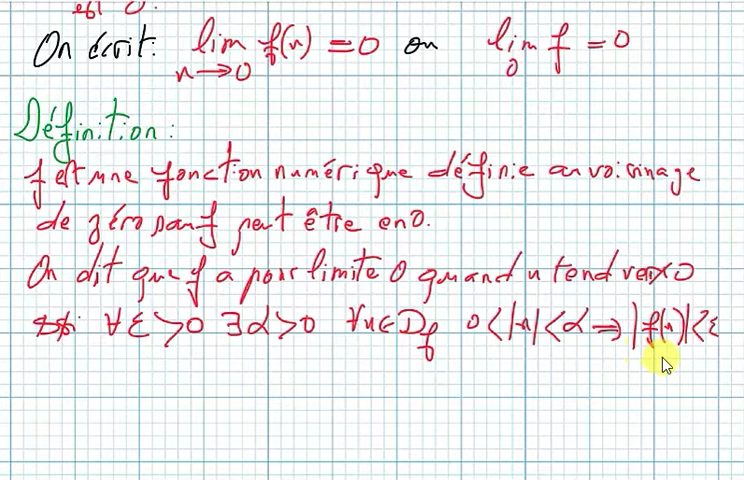 est 0.
On écrit: lim f(x) = 0 ou lim f = 0
x→0 0
Définition:
f est une fonction numérique définie au voisinage
de zéro sauf peut être en 0.
On dit que f a pour limite 0 quand x tend vers 0
∀ε>0 ∃α>0 ∀x∈Df 0<|x|<α ⇒ |f(x)|<ε